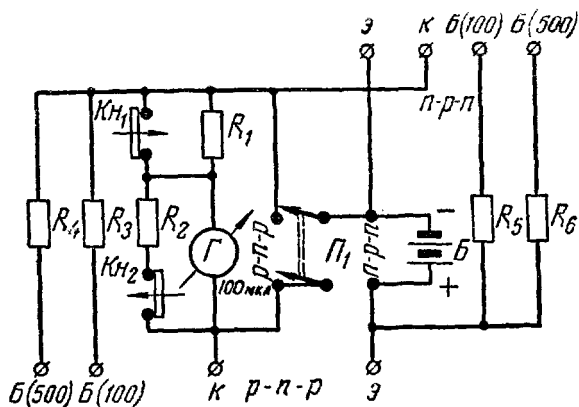 Э К Б(100) Б(500)
п-р-п
Кн₁
R₁
R₄ R₃ R₂ Г р-п-р П₁ п-р-п − Б + R₅ R₆
Кн₂
100мка
Б(500) Б(100) К р-п-р Э